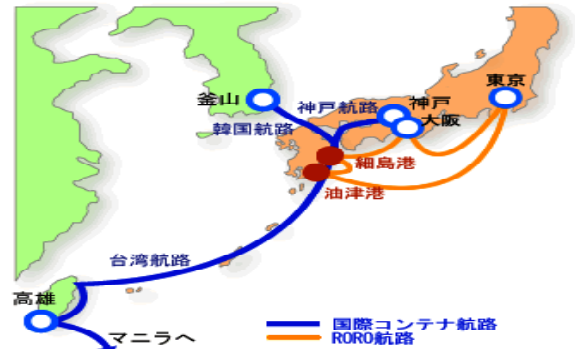 東京
釜山
神戸
神戸航路
大阪
韓国航路
細島港
油津港
台湾航路
高雄
マニラへ
国際コンテナ航路
RORO航路